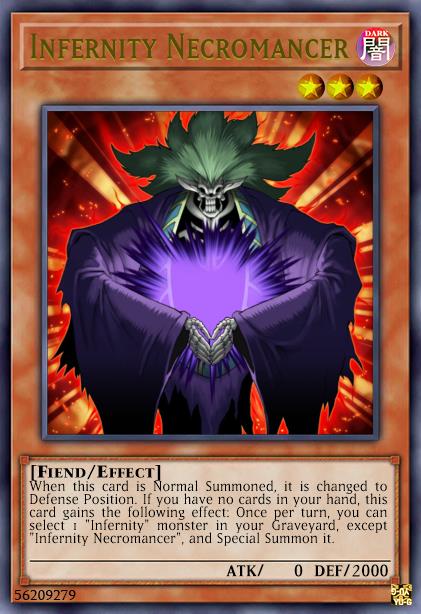 INFERNITY NECROMANCER
DARK
闇
[FIEND/EFFECT]
When this card is Normal Summoned, it is changed to
Defense Position. If you have no cards in your hand, this
card gains the following effect: Once per turn, you can
select 1 "Infernity" monster in your Graveyard, except
"Infernity Necromancer", and Special Summon it.
ATK/ 0 DEF/2000
56209279